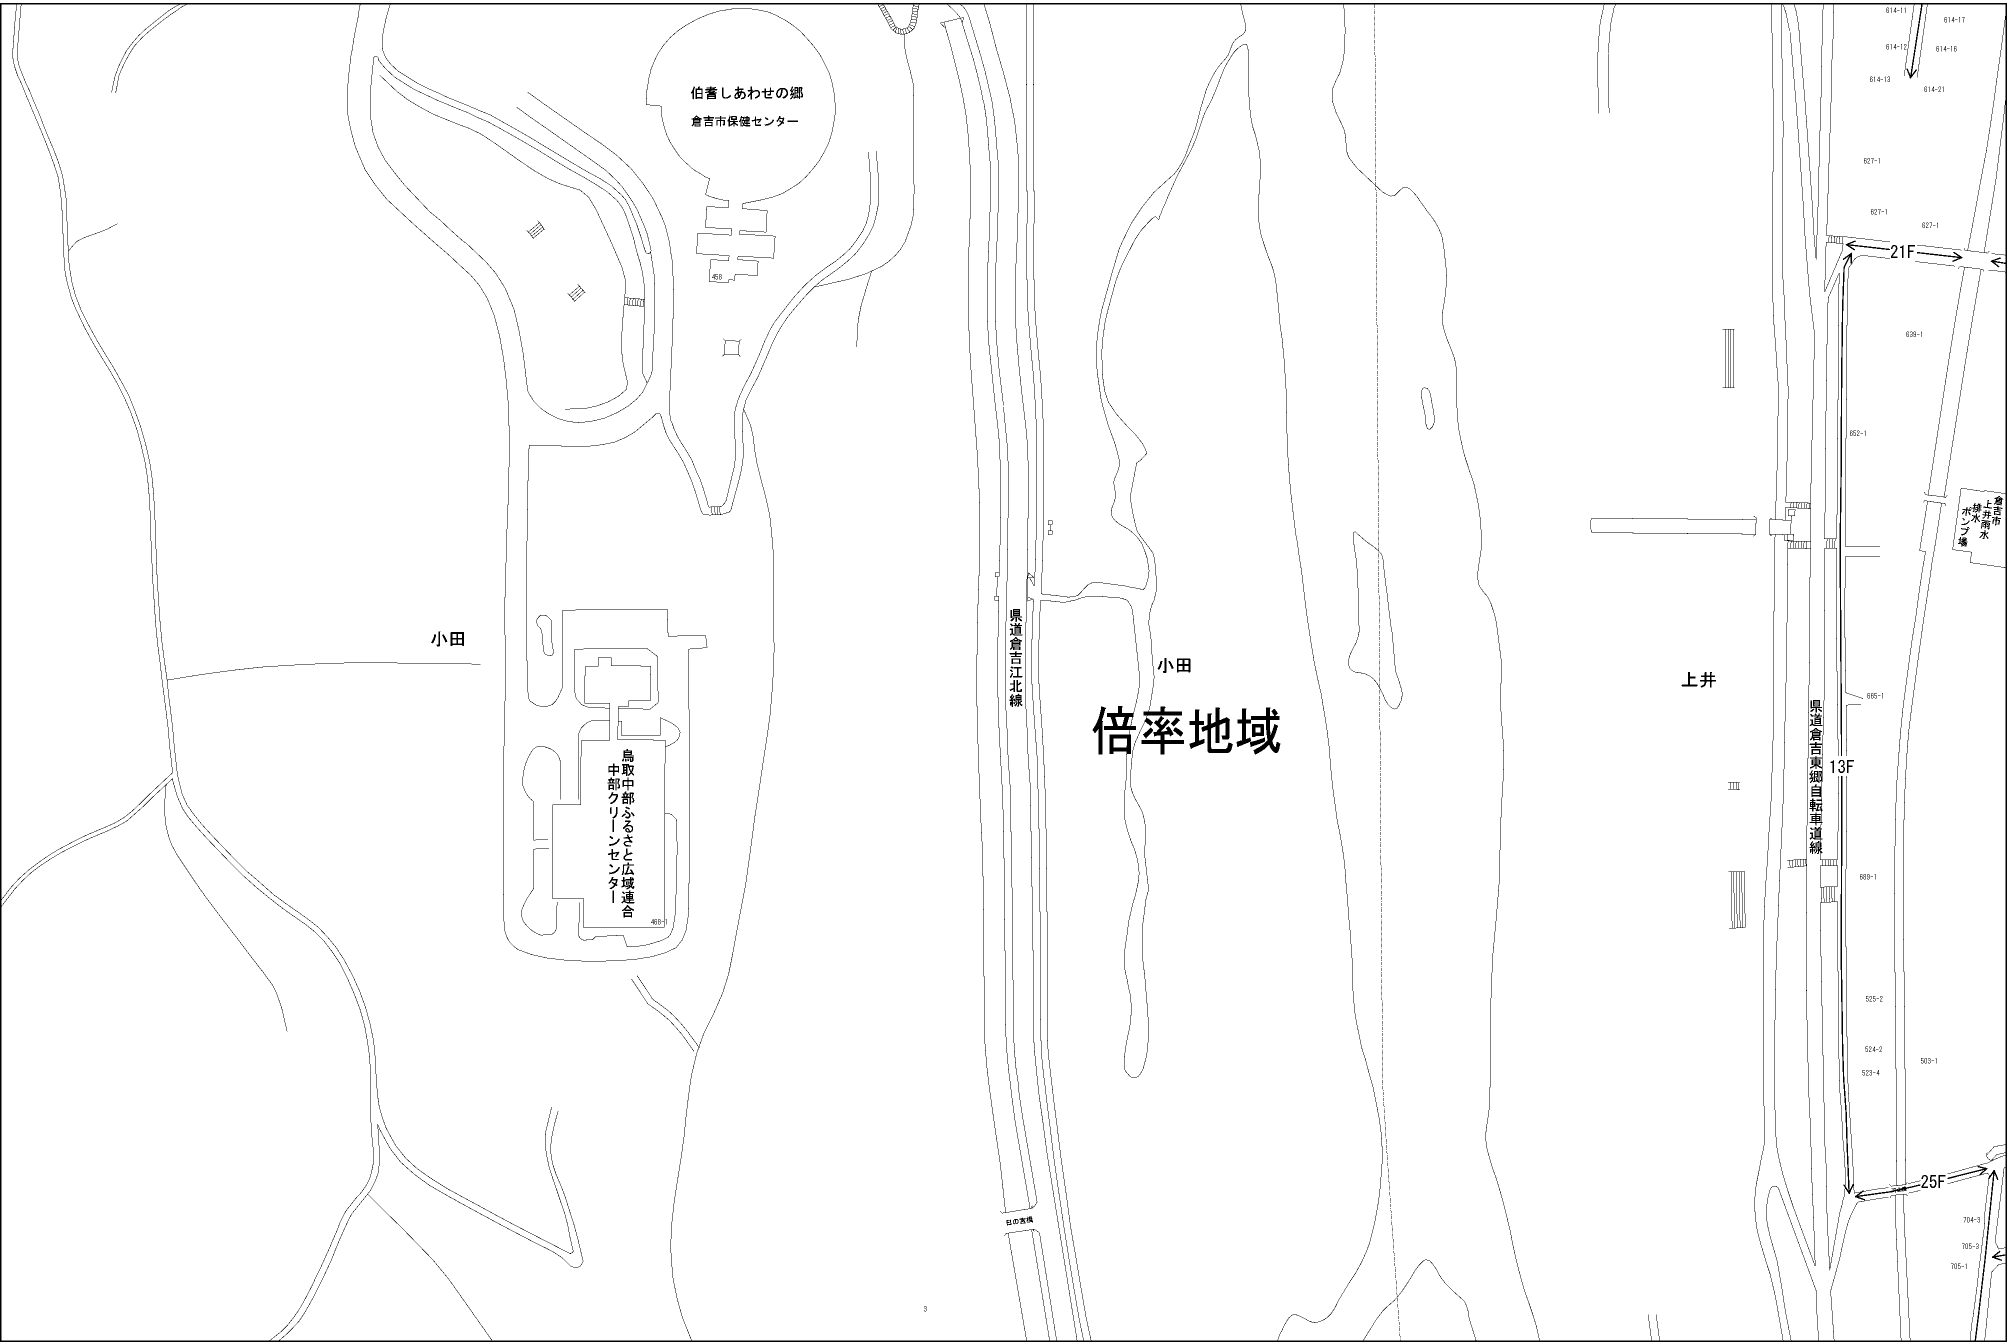 614-11
614-17
614-12
614-16
614-13
614-21
伯耆しあわせの郷
倉吉市保健センター
627-1
627-1
627-1
21F
458
639-1
652-1
倉吉市
上井雨水
排水
ポンプ場
小田
県道倉吉江北線
小田
上井
665-1
倍率地域
県道倉吉東郷自転車道線
13F
鳥取中部ふるさと広域連合
中部クリーンセンター
468-1
689-1
525-2
524-2
503-1
523-4
25F
日の宮橋
704-3
705-3
705-1
3